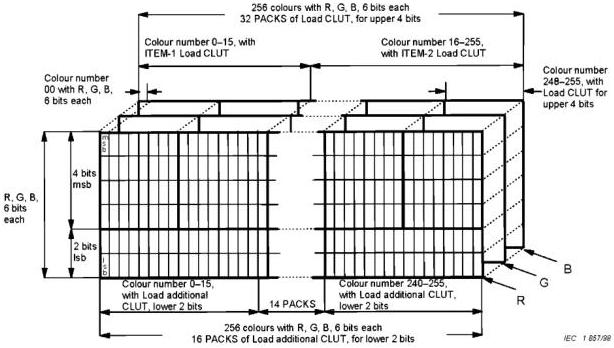 256 colours with R, G, B, 6 bits each
32 PACKS of Load CLUT, for upper 4 bits
Colour number 0–15, with
ITEM-1 Load CLUT
Colour number 16–255,
with ITEM-2 Load CLUT
Colour number
00 with R, G, B,
6 bits each
Colour number
248–255, with
Load CLUT for
upper 4 bits
m
s
b
4 bits
msb
R, G, B,
6 bits
each
2 bits
lsb
l
s
b
B
G
R
Colour number 0–15,
with Load additional
CLUT, lower 2 bits
14 PACKS
Colour number 240–255,
with Load additional
CLUT, lower 2 bits
256 colours with R, G, B, 6 bits each
16 PACKS of Load additional CLUT, for lower 2 bits
IEC 1 857/99